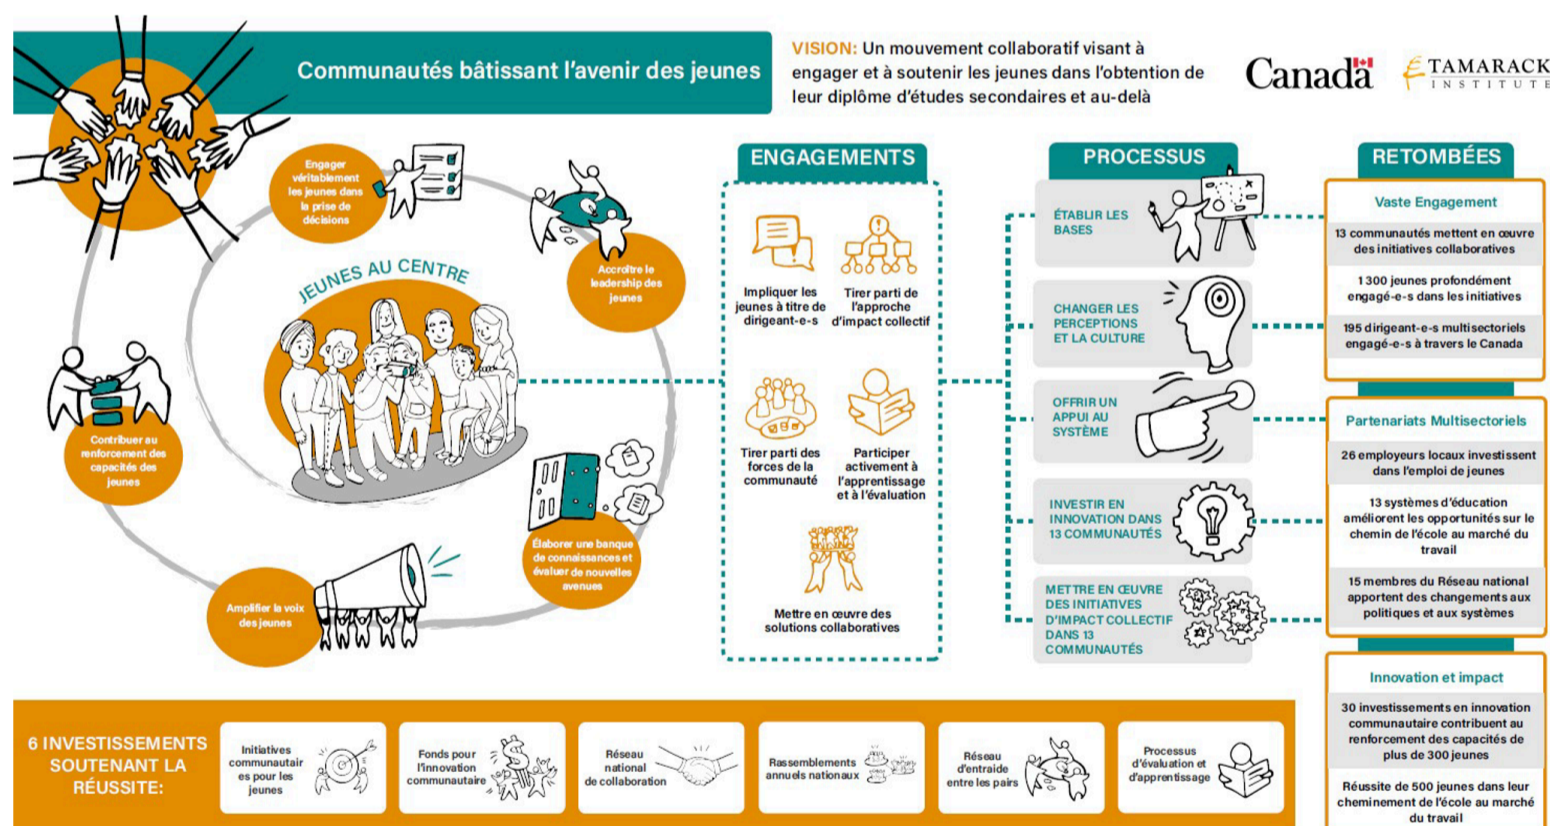 Communautés bâtissant l'avenir des jeunes
VISION: Un mouvement collaboratif visant à
engager et à soutenir les jeunes dans l'obtention de
leur diplôme d'études secondaires et au-delà
Canada
TAMARACK
INSTITUTE
Engager
véritablement
les jeunes dans
la prise de
décisions
Accroître le
leadership des
jeunes
JEUNES AU CENTRE
Contribuer au
renforcement des
capacités des
jeunes
Élaborer une banque
de connaissances et
évaluer de nouvelles
avenues
Amplifier la voix
des jeunes
ENGAGEMENTS
Impliquer les
jeunes à titre de
dirigeant-e-s
Tirer parti de
l'approche
d'impact collectif
Tirer parti des
forces de la
communauté
Participer
activement à
l'apprentissage
et à l'évaluation
Mettre en œuvre des
solutions collaboratives
PROCESSUS
ÉTABLIR LES
BASES
CHANGER LES
PERCEPTIONS
ET LA CULTURE
OFFRIR UN
APPUI AU
SYSTÈME
INVESTIR EN
INNOVATION DANS
13 COMMUNAUTÉS
METTRE EN ŒUVRE
DES INITIATIVES
D'IMPACT COLLECTIF
DANS 13
COMMUNAUTÉS
RETOMBÉES
Vaste Engagement
13 communautés mettent en œuvre
des initiatives collaboratives
1 300 jeunes profondément
engagé-e-s dans les initiatives
195 dirigeant-e-s multisectoriels
engagé-e-s à travers le Canada
Partenariats Multisectoriels
26 employeurs locaux investissent
dans l'emploi de jeunes
13 systèmes d'éducation
améliorent les opportunités sur le
chemin de l'école au marché du
travail
15 membres du Réseau national
apportent des changements aux
politiques et aux systèmes
Innovation et impact
30 investissements en innovation
communautaire contribuent au
renforcement des capacités de
plus de 300 jeunes
Réussite de 500 jeunes dans leur
cheminement de l'école au marché
du travail
6 INVESTISSEMENTS
SOUTENANT LA
RÉUSSITE:
Initiatives
communautair
es pour les
jeunes
Fonds pour
l'innovation
communautaire
Réseau
national
de collaboration
Rassemblements
annuels nationaux
Réseau
d'entraide
entre les pairs
Processus
d'évaluation et
d'apprentissage